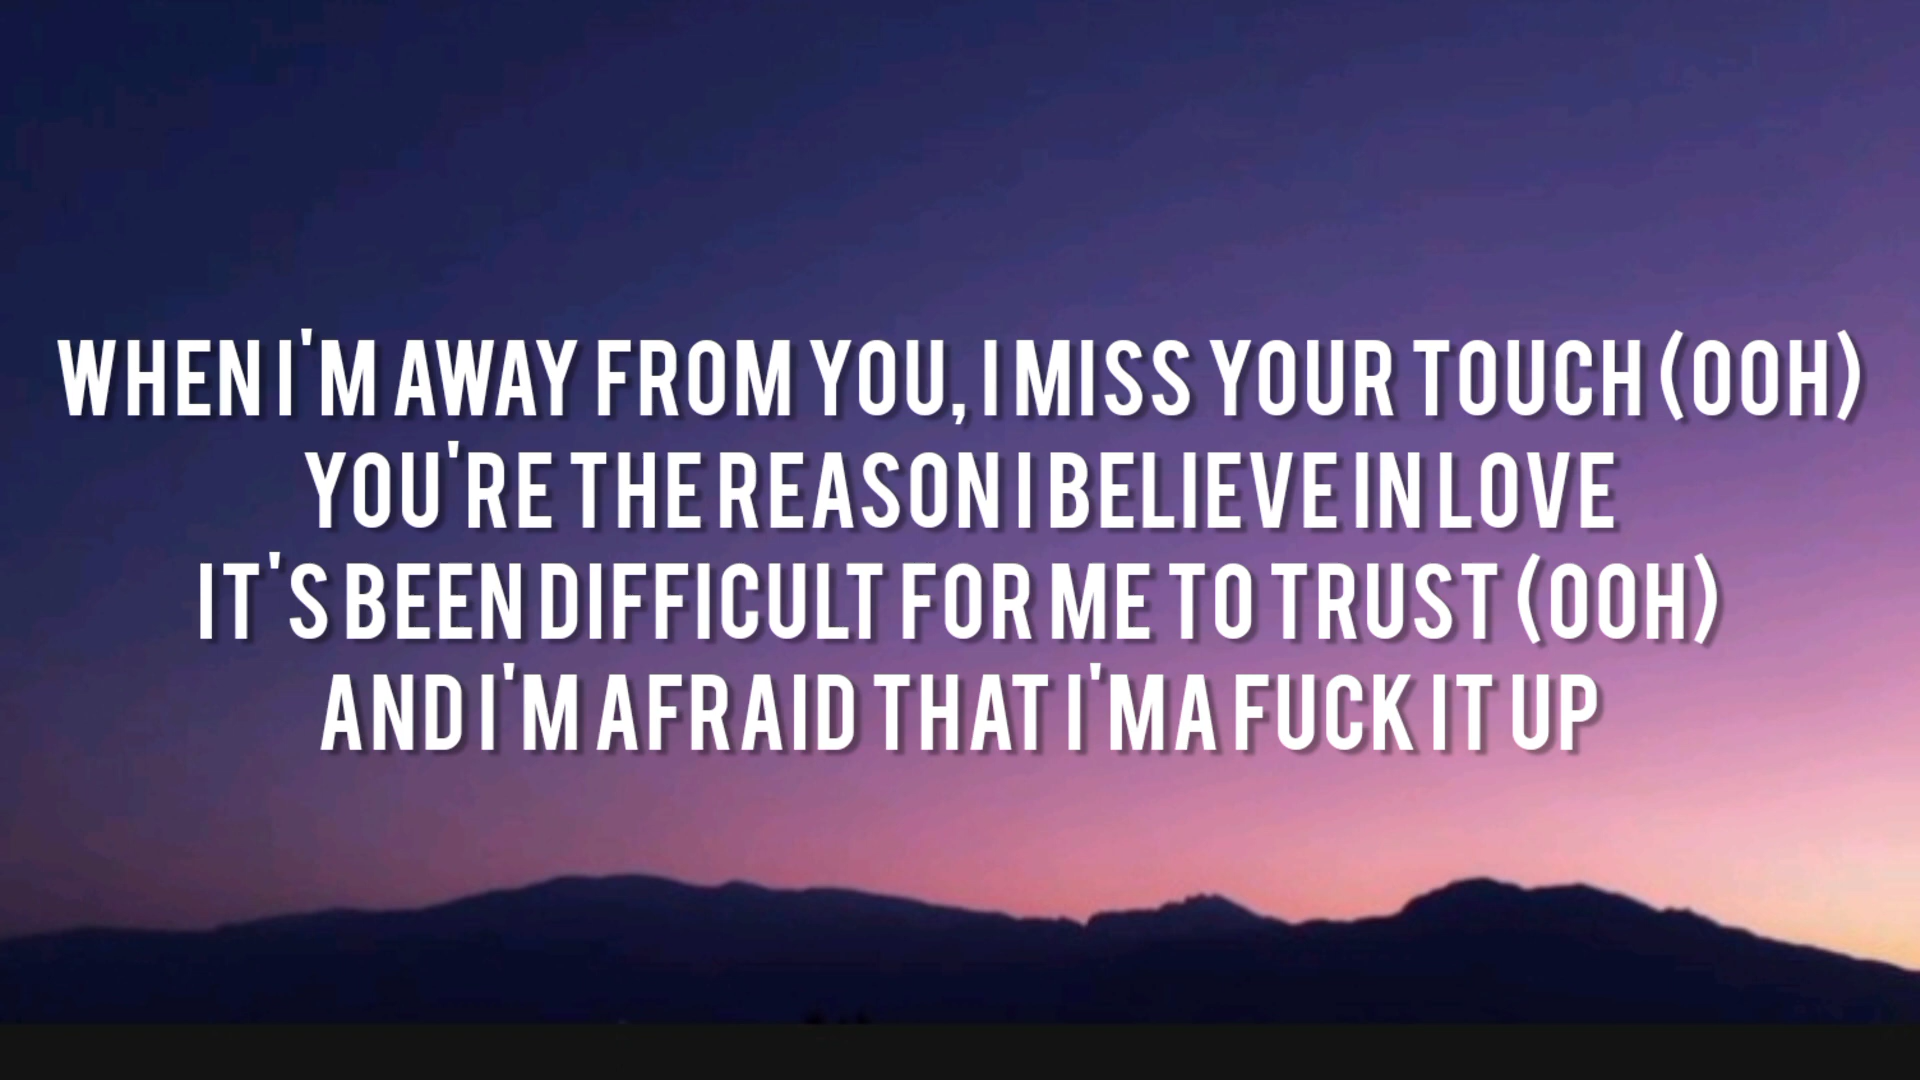 WHEN I'M AWAY FROM YOU, I MISS YOUR TOUCH (OOH)
YOU'RE THE REASON I BELIEVE IN LOVE
IT'S BEEN DIFFICULT FOR ME TO TRUST (OOH)
AND I'M AFRAID THAT I'MA FUCK IT UP